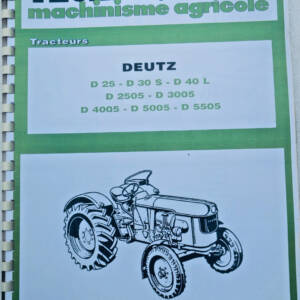 machinisme agricole
Tracteurs
DEUTZ
D 25 - D 30 S - D 40 L
D 2505 - D 3005
D 4005 - D 5005 - D 5505